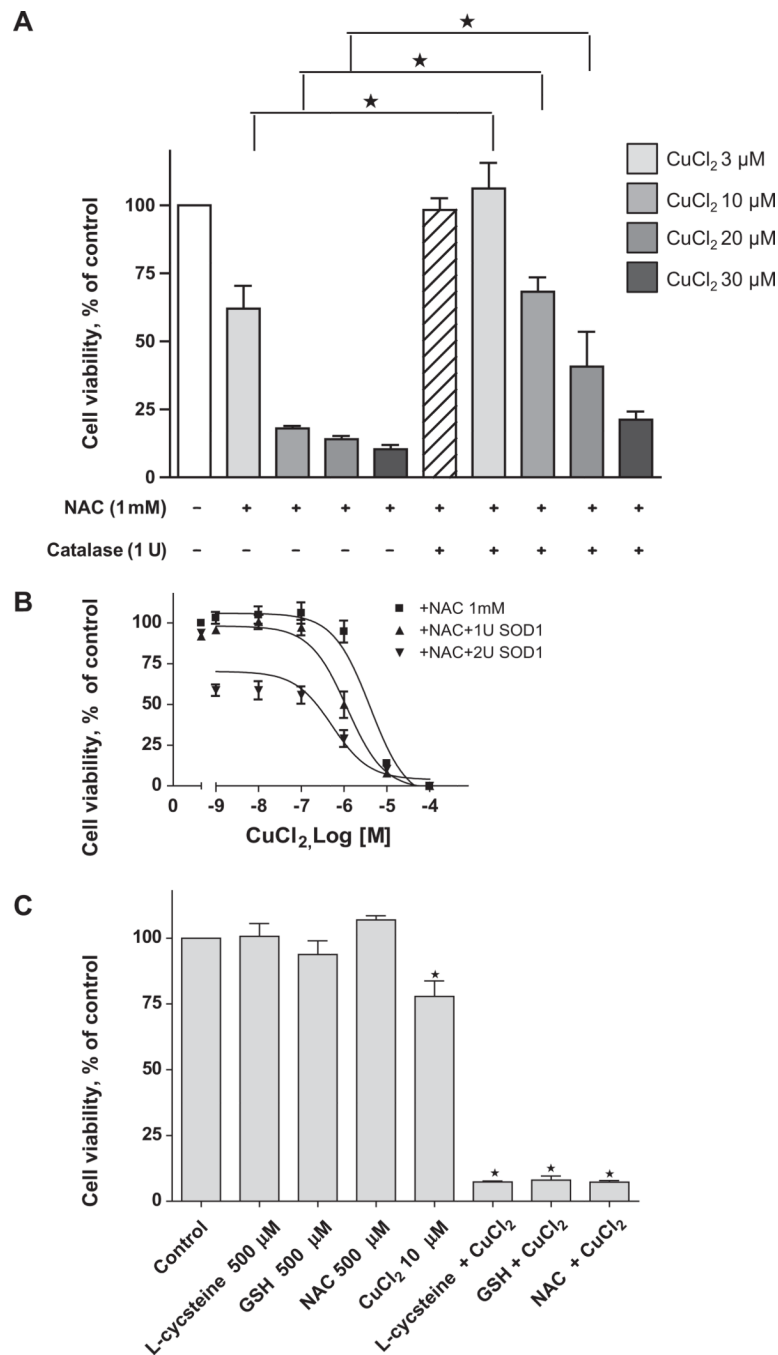 A
★
★
★
CuCl2 3 μM
CuCl2 10 μM
CuCl2 20 μM
CuCl2 30 μM
Cell viability, % of control
100
75
50
25
0
NAC (1mM) – + + + + + + + + +
Catalase (1 U) – – – – – + + + + +
B
+NAC 1mM
+NAC+1U SOD1
+NAC+2U SOD1
Cell viability, % of control
100
75
50
25
0
0 -9 -8 -7 -6 -5 -4
CuCl2,Log [M]
C
Cell viability, % of control
100
75
50
25
0
★
★
★
★
Control
L-cycsteine 500 μM
GSH 500 μM
NAC 500 μM
CuCl2 10 μM
L-cycsteine + CuCl2
GSH + CuCl2
NAC + CuCl2